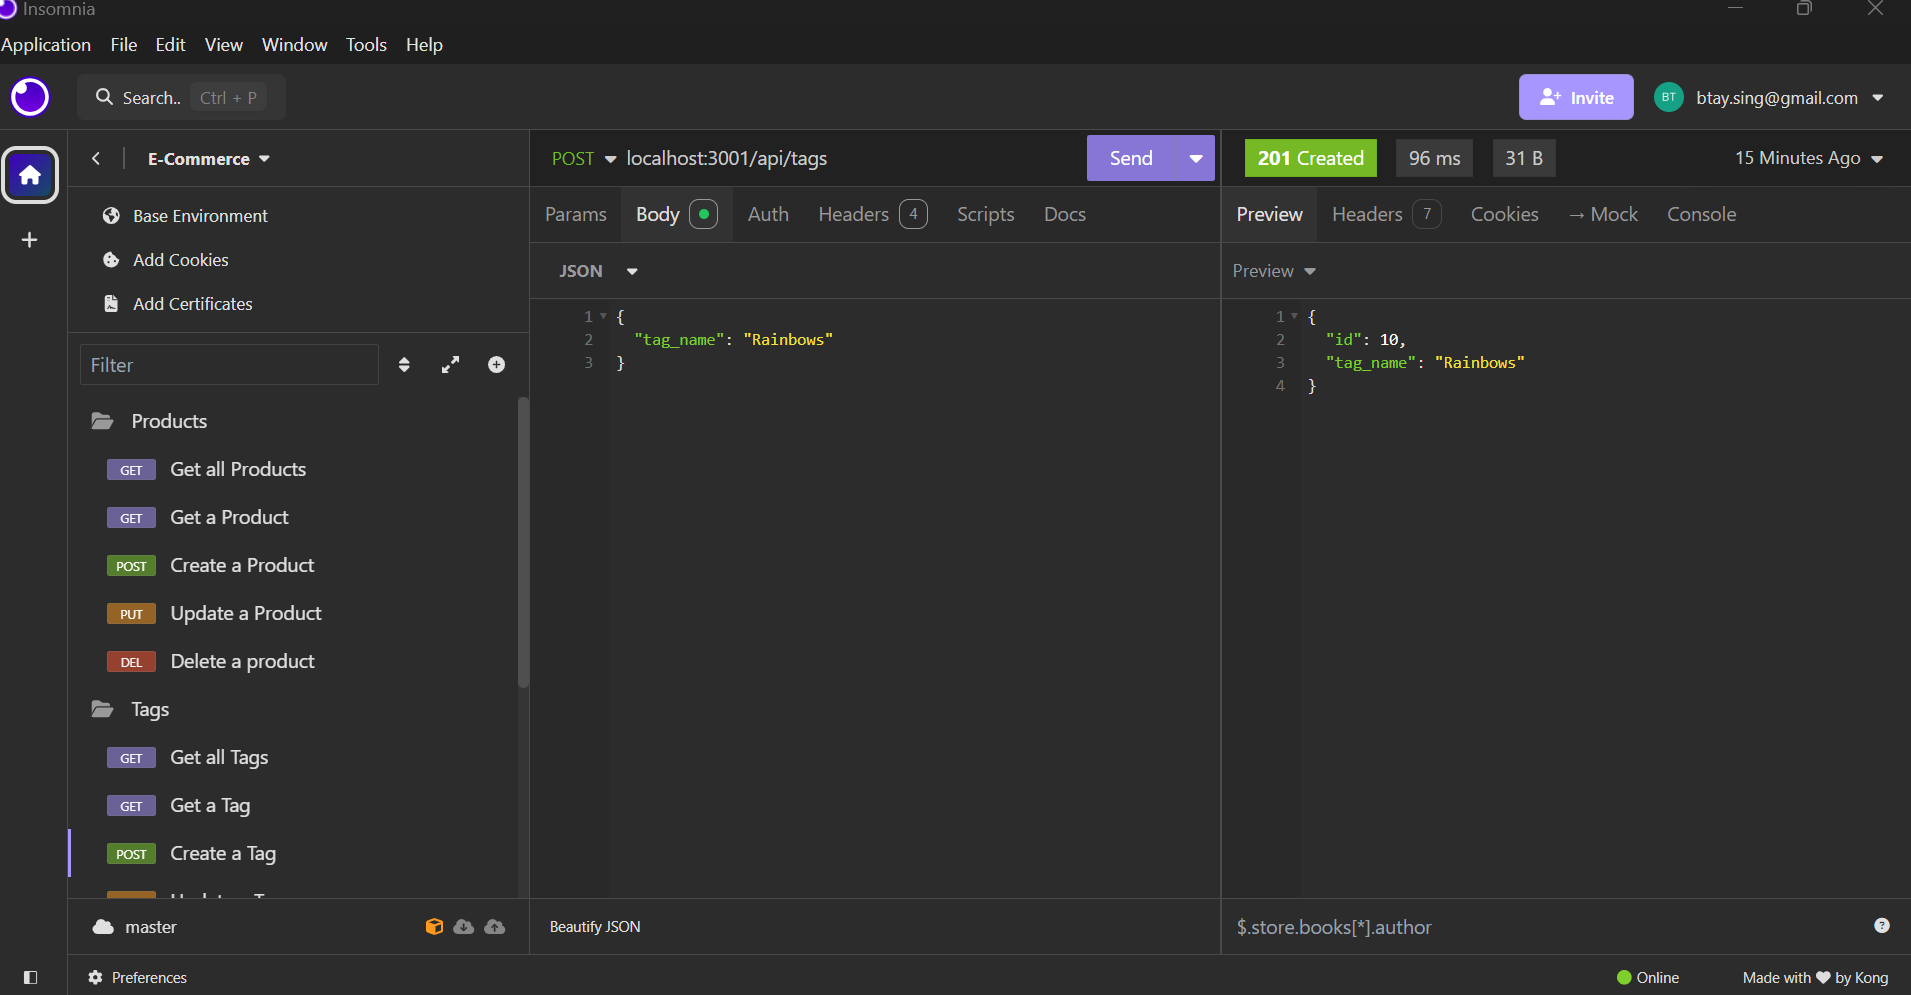 Insomnia
Application File Edit View Window Tools Help
Search.. Ctrl + P
Invite
BT btay.sing@gmail.com
E-Commerce
Base Environment
Add Cookies
Add Certificates
Filter
Products
GET Get all Products
GET Get a Product
POST Create a Product
PUT Update a Product
DEL Delete a product
Tags
GET Get all Tags
GET Get a Tag
POST Create a Tag
master
POST localhost:3001/api/tags Send
Params Body Auth Headers 4 Scripts Docs
JSON
1 {
2 "tag_name": "Rainbows"
3 }
Beautify JSON
201 Created 96 ms 31 B 15 Minutes Ago
Preview Headers 7 Cookies → Mock Console
Preview
1 {
2 "id": 10,
3 "tag_name": "Rainbows"
4 }
$.store.books[*].author ?
Preferences
Online Made with ❤ by Kong